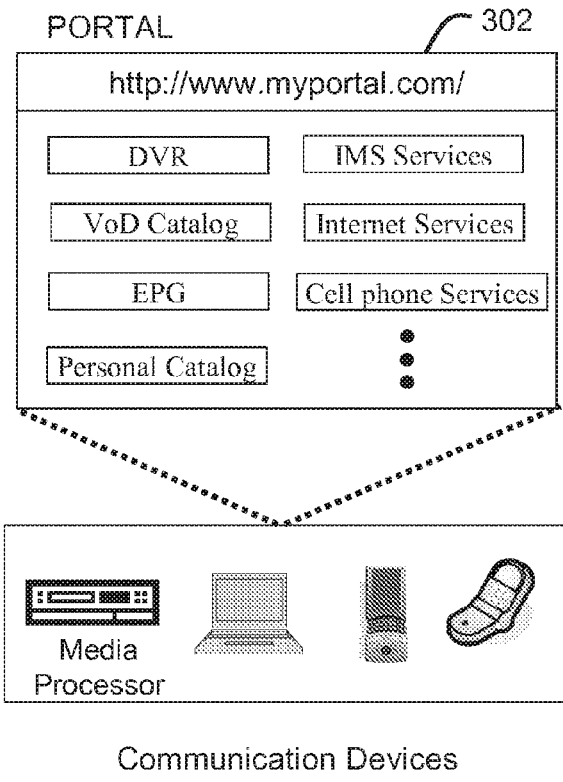 PORTAL
302
http://www.myportal.com/
DVR
IMS Services
VoD Catalog
Internet Services
EPG
Cell phone Services
Personal Catalog
Media
Processor
Communication Devices